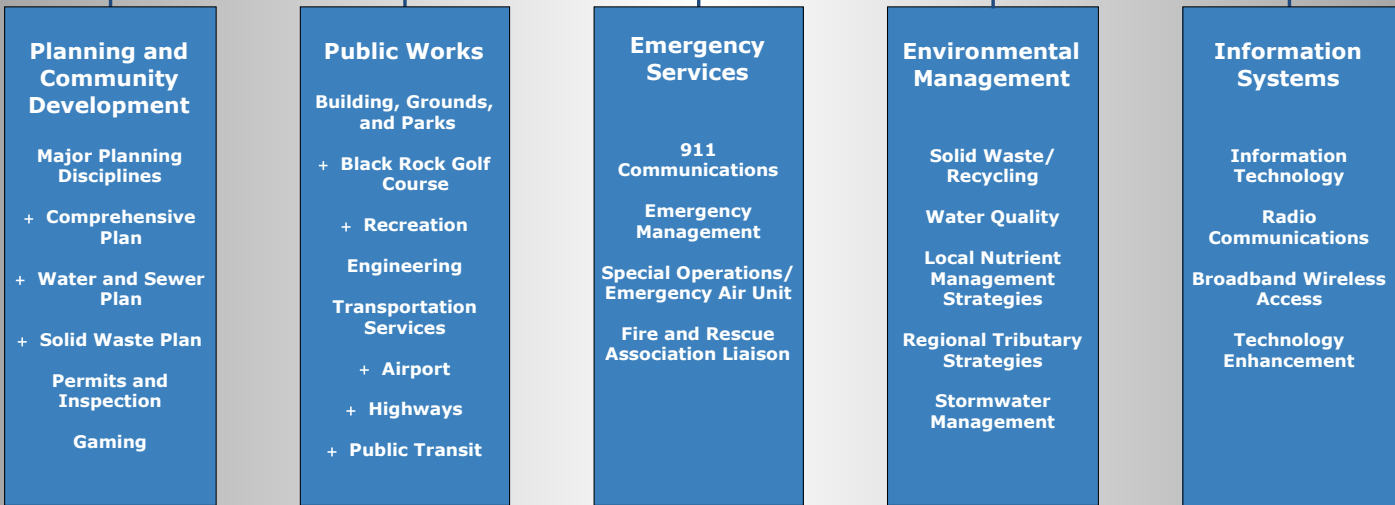 Planning and
Community
Development
Major Planning
Disciplines
+ Comprehensive
Plan
+ Water and Sewer
Plan
+ Solid Waste Plan
Permits and
Inspection
Gaming
Public Works
Building, Grounds,
and Parks
+ Black Rock Golf
Course
+ Recreation
Engineering
Transportation
Services
+ Airport
+ Highways
+ Public Transit
Emergency
Services
911
Communications
Emergency
Management
Special Operations/
Emergency Air Unit
Fire and Rescue
Association Liaison
Environmental
Management
Solid Waste/
Recycling
Water Quality
Local Nutrient
Management
Strategies
Regional Tributary
Strategies
Stormwater
Management
Information
Systems
Information
Technology
Radio
Communications
Broadband Wireless
Access
Technology
Enhancement